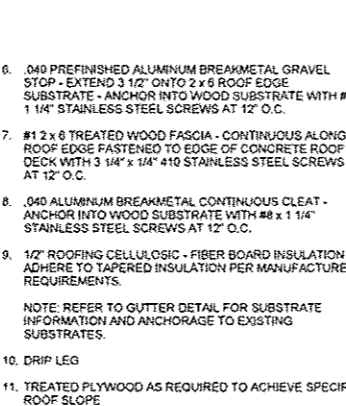 6. .040 PREFINISHED ALUMINUM BREAKMETAL GRAVEL
STOP - EXTEND 3 1/2" ONTO 2 x 6 ROOF EDGE
SUBSTRATE - ANCHOR INTO WOOD SUBSTRATE WITH #
1 1/4" STAINLESS STEEL SCREWS AT 12" O.C.
7. #1 2 x 6 TREATED WOOD FASCIA - CONTINUOUS ALONG
ROOF EDGE FASTENED TO EDGE OF CONCRETE ROOF
DECK WITH 3 1/4" x 1/4" 410 STAINLESS STEEL SCREWS
AT 12" O.C.
8. .040 ALUMINUM BREAKMETAL CONTINUOUS CLEAT -
ANCHOR INTO WOOD SUBSTRATE WITH #8 x 1 1/4"
STAINLESS STEEL SCREWS AT 12" O.C.
9. 1/2" ROOFING CELLULOSIC - FIBER BOARD INSULATION
ADHERE TO TAPERED INSULATION PER MANUFACTURE
REQUIREMENTS.
NOTE: REFER TO GUTTER DETAIL FOR SUBSTRATE
INFORMATION AND ANCHORAGE TO EXISTING
SUBSTRATES.
10. DRIP LEG
11. TREATED PLYWOOD AS REQUIRED TO ACHIEVE SPECIF
ROOF SLOPE